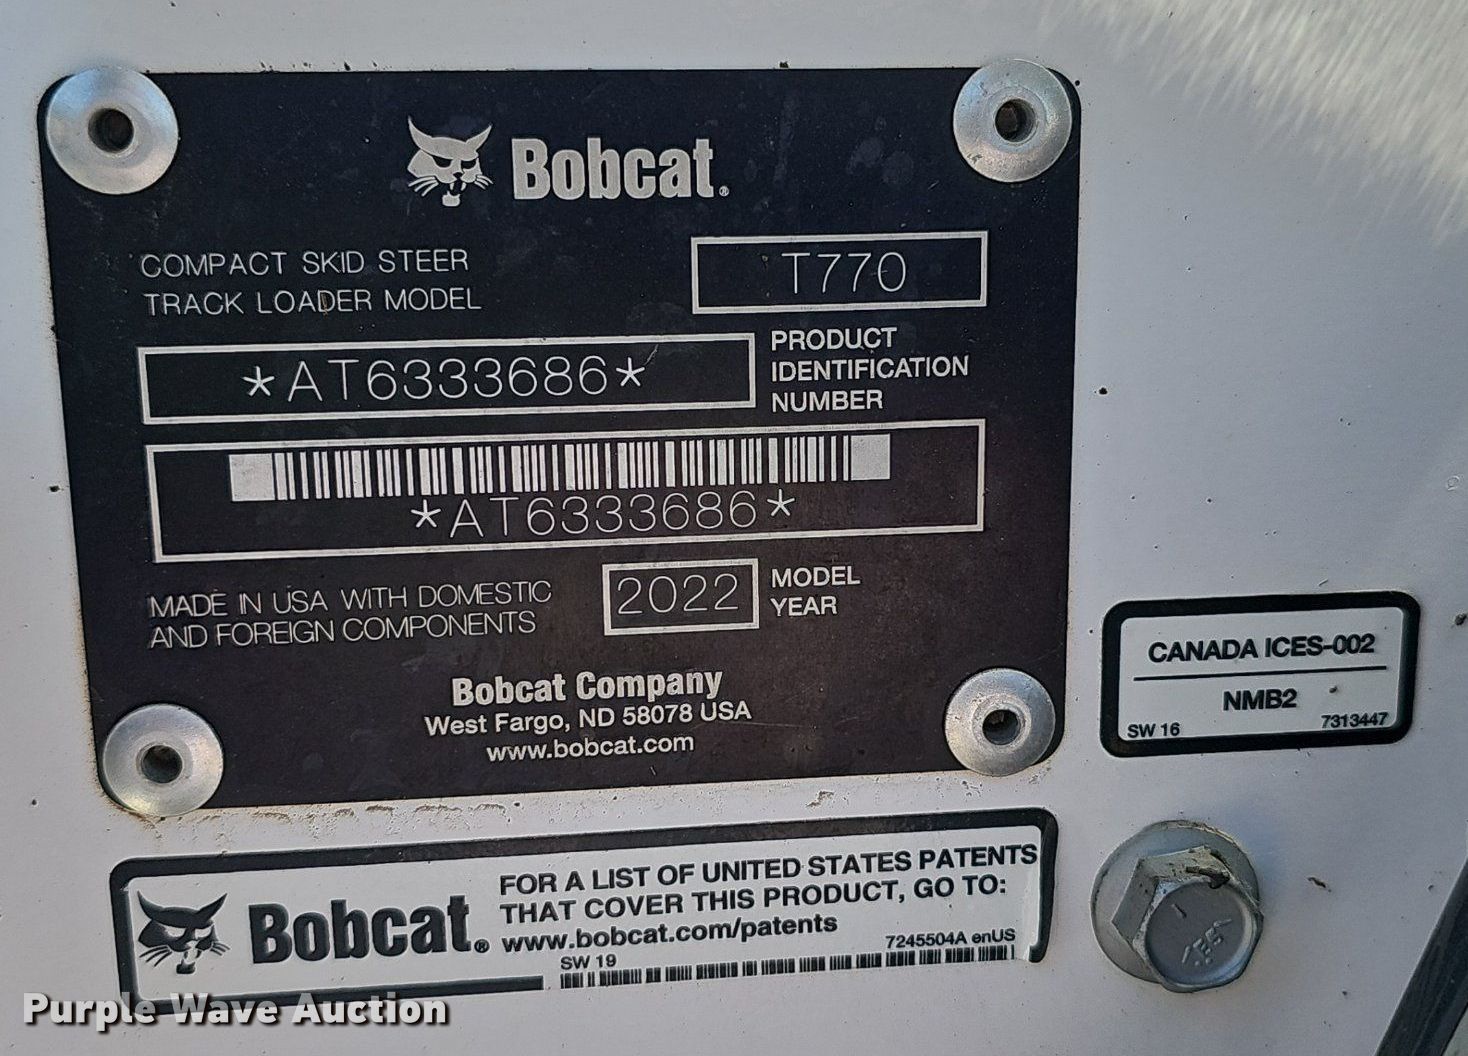 Bobcat®
COMPACT SKID STEER
TRACK LOADER MODEL
T770
*AT6333686*
PRODUCT
IDENTIFICATION
NUMBER
*AT6333686*
MADE IN USA WITH DOMESTIC
AND FOREIGN COMPONENTS
2022
MODEL
YEAR
Bobcat Company
West Fargo, ND 58078 USA
www.bobcat.com
CANADA ICES-002
NMB2
SW 16
7313447
Bobcat®
FOR A LIST OF UNITED STATES PATENTS
THAT COVER THIS PRODUCT, GO TO:
www.bobcat.com/patents
7245504A enUS
SW 19
Purple Wave Auction